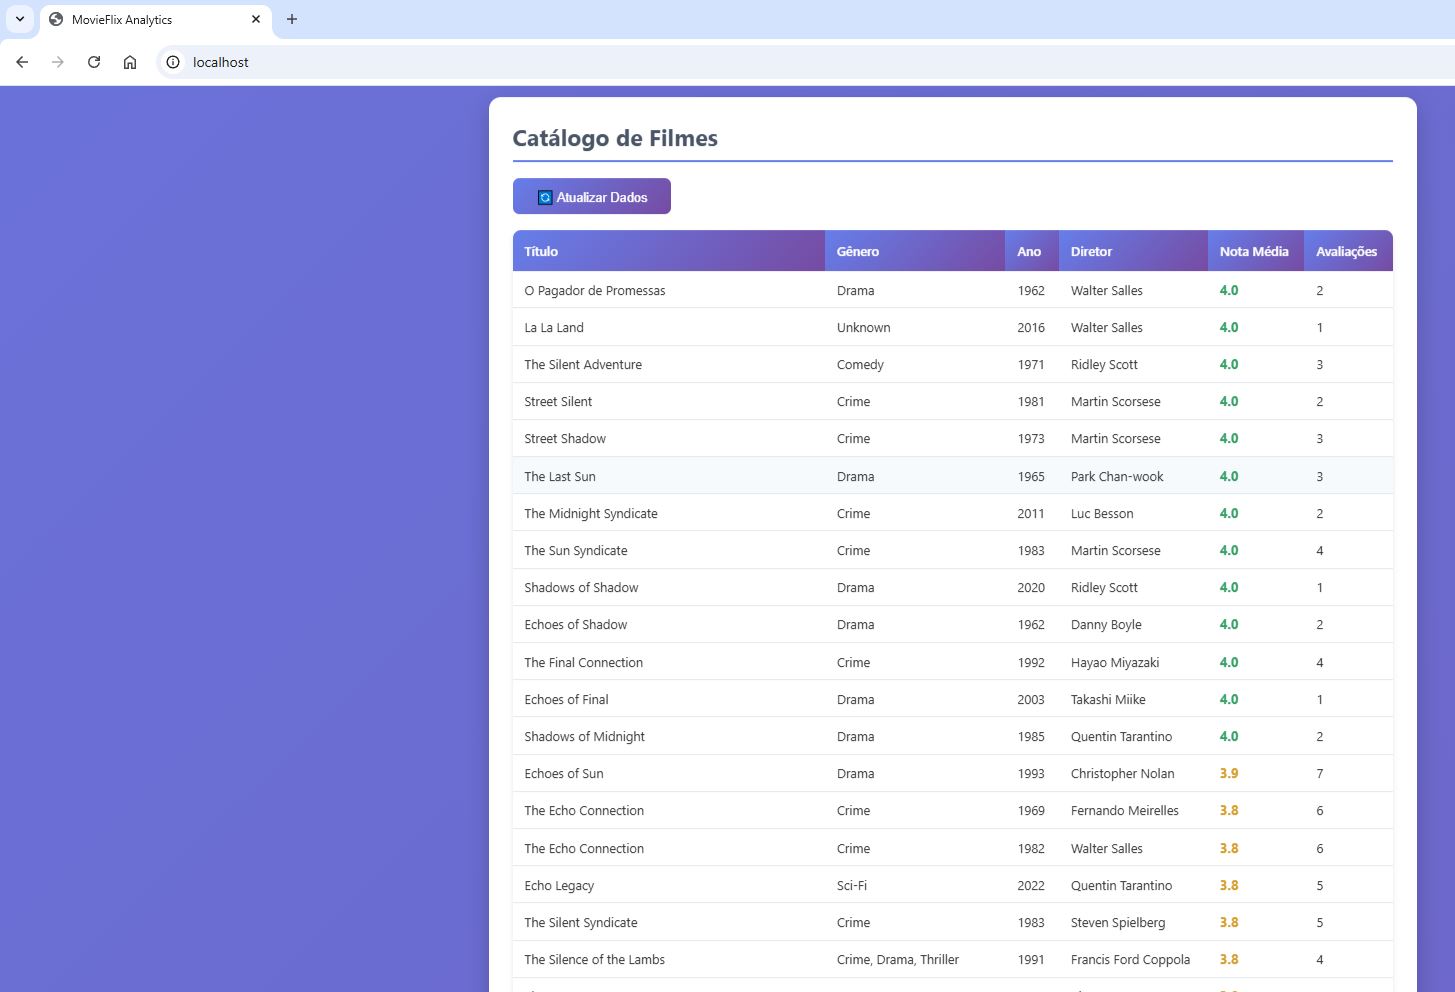 MovieFlix Analytics
localhost
Catálogo de Filmes
Atualizar Dados
Título Gênero Ano Diretor Nota Média Avaliações
O Pagador de Promessas Drama 1962 Walter Salles 4.0 2
La La Land Unknown 2016 Walter Salles 4.0 1
The Silent Adventure Comedy 1971 Ridley Scott 4.0 3
Street Silent Crime 1981 Martin Scorsese 4.0 2
Street Shadow Crime 1973 Martin Scorsese 4.0 3
The Last Sun Drama 1965 Park Chan-wook 4.0 3
The Midnight Syndicate Crime 2011 Luc Besson 4.0 2
The Sun Syndicate Crime 1983 Martin Scorsese 4.0 4
Shadows of Shadow Drama 2020 Ridley Scott 4.0 1
Echoes of Shadow Drama 1962 Danny Boyle 4.0 2
The Final Connection Crime 1992 Hayao Miyazaki 4.0 4
Echoes of Final Drama 2003 Takashi Miike 4.0 1
Shadows of Midnight Drama 1985 Quentin Tarantino 4.0 2
Echoes of Sun Drama 1993 Christopher Nolan 3.9 7
The Echo Connection Crime 1969 Fernando Meirelles 3.8 6
The Echo Connection Crime 1982 Walter Salles 3.8 6
Echo Legacy Sci-Fi 2022 Quentin Tarantino 3.8 5
The Silent Syndicate Crime 1983 Steven Spielberg 3.8 5
The Silence of the Lambs Crime, Drama, Thriller 1991 Francis Ford Coppola 3.8 4